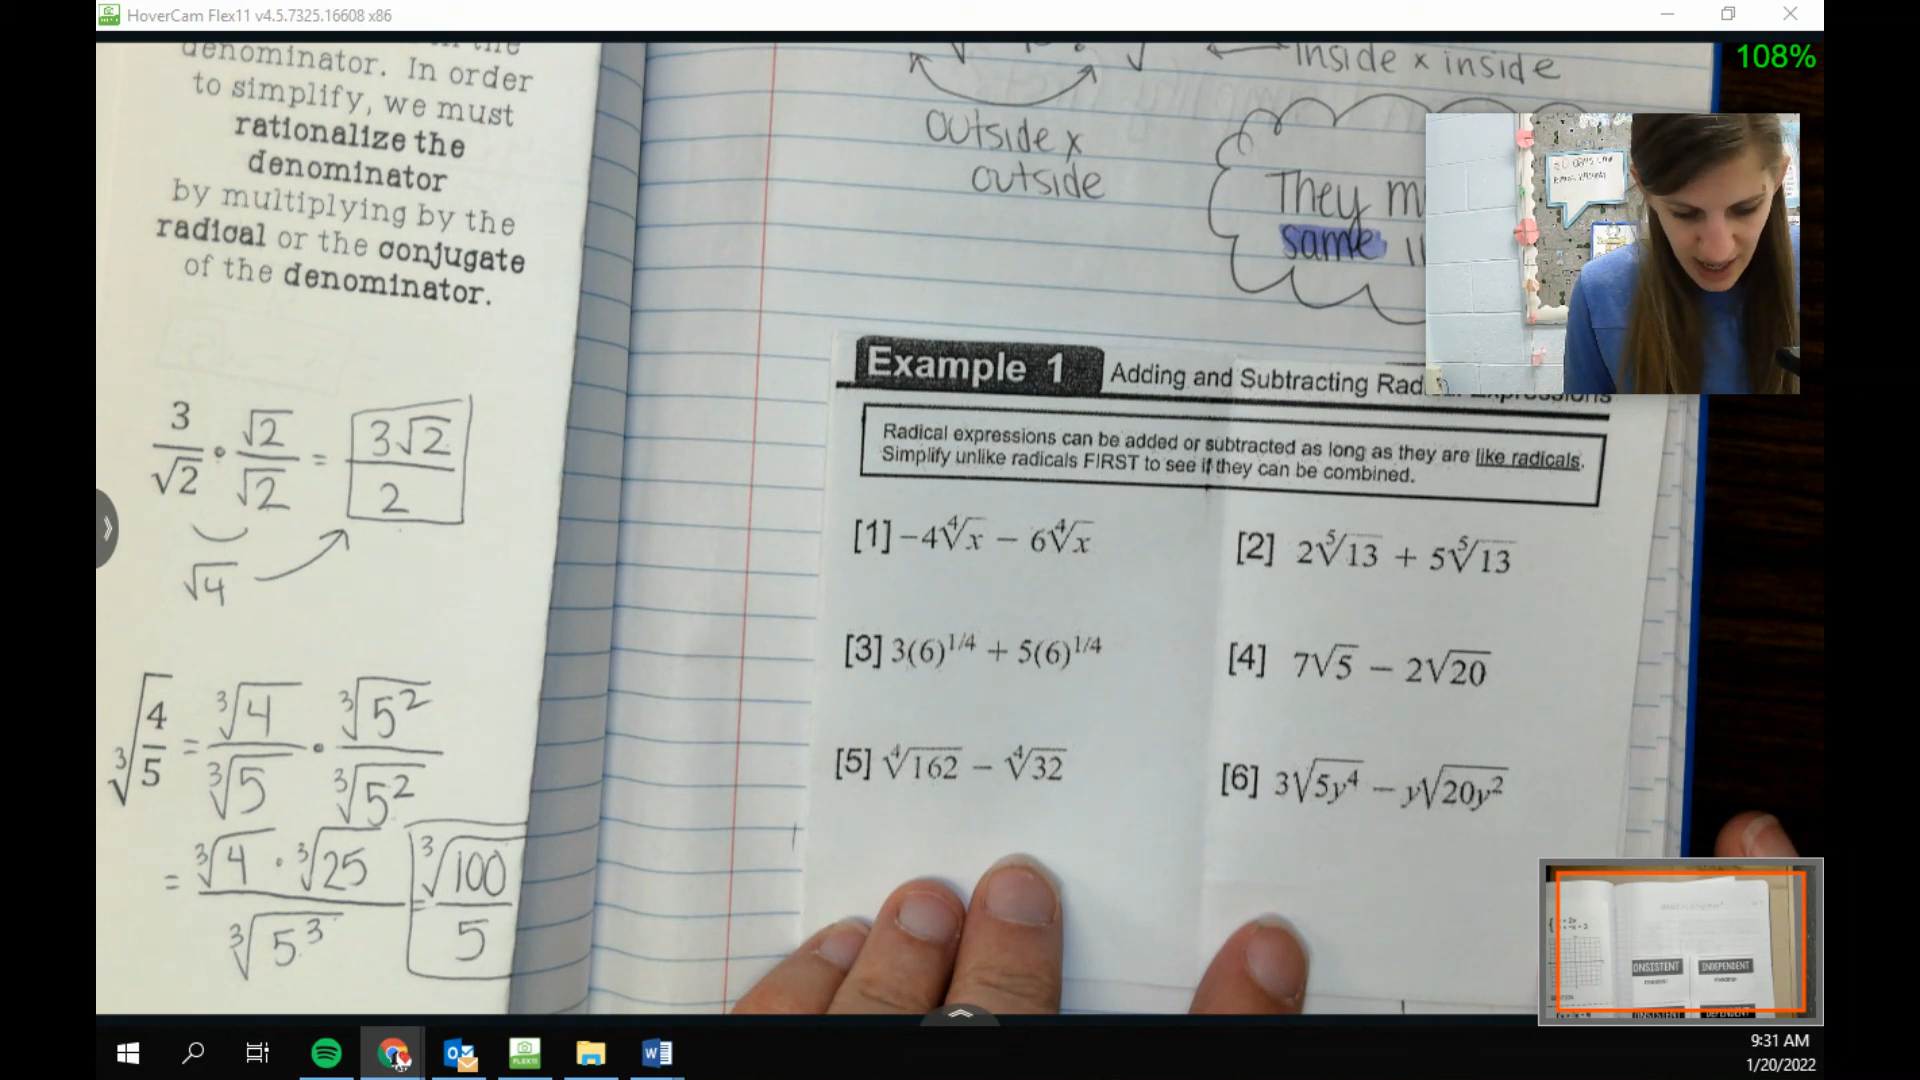 HoverCam Flex11 v4.5.7325.16608 x86
108%
denominator. In order
to simplify, we must
rationalize the
denominator
by multiplying by the
radical or the conjugate
of the denominator.
3/√2 • √2/√2 = 3√2/2
√4
∛(4/5) = ∛4/∛5 • ∛5²/∛5²
= ∛4 • ∛25/∛5³ = ∛100/5
inside x inside
outside x
outside
They m
same
Example 1 Adding and Subtracting Rad
Radical expressions can be added or subtracted as long as they are like radicals.
Simplify unlike radicals FIRST to see if they can be combined.
[1] −4∜x − 6∜x
[2] 2⁵√13 + 5⁵√13
[3] 3(6)^1/4 + 5(6)^1/4
[4] 7√5 − 2√20
[5] ∜162 − ∜32
[6] 3√5y⁴ − y√20y²
ONSISTENT
INDEPENDENT
FLEX11
9:31 AM
1/20/2022